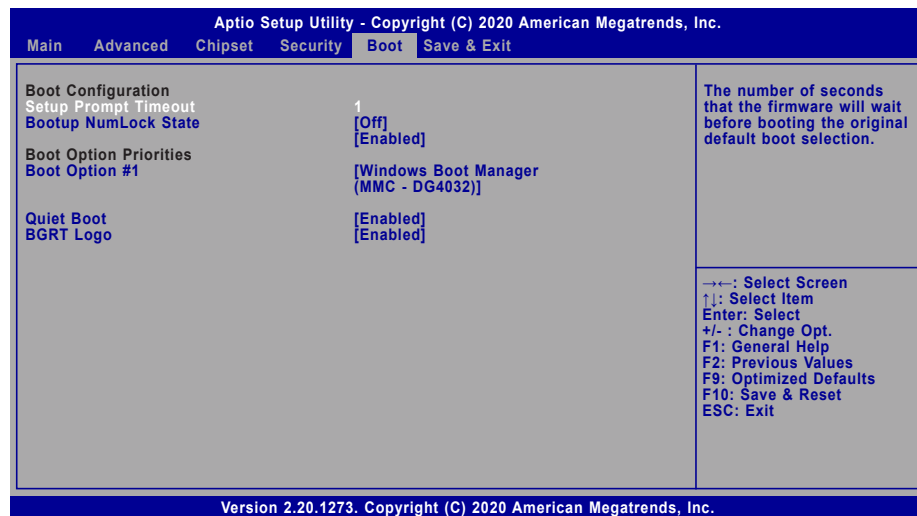 Aptio Setup Utility - Copyright (C) 2020 American Megatrends, Inc.
Main Advanced Chipset Security Boot Save & Exit
Boot Configuration
Setup Prompt Timeout 1
Bootup NumLock State [Off]
[Enabled]
Boot Option Priorities
Boot Option #1 [Windows Boot Manager
(MMC - DG4032)]
Quiet Boot [Enabled]
BGRT Logo [Enabled]
The number of seconds
that the firmware will wait
before booting the original
default boot selection.
→←: Select Screen
↑↓: Select Item
Enter: Select
+/- : Change Opt.
F1: General Help
F2: Previous Values
F9: Optimized Defaults
F10: Save & Reset
ESC: Exit
Version 2.20.1273. Copyright (C) 2020 American Megatrends, Inc.